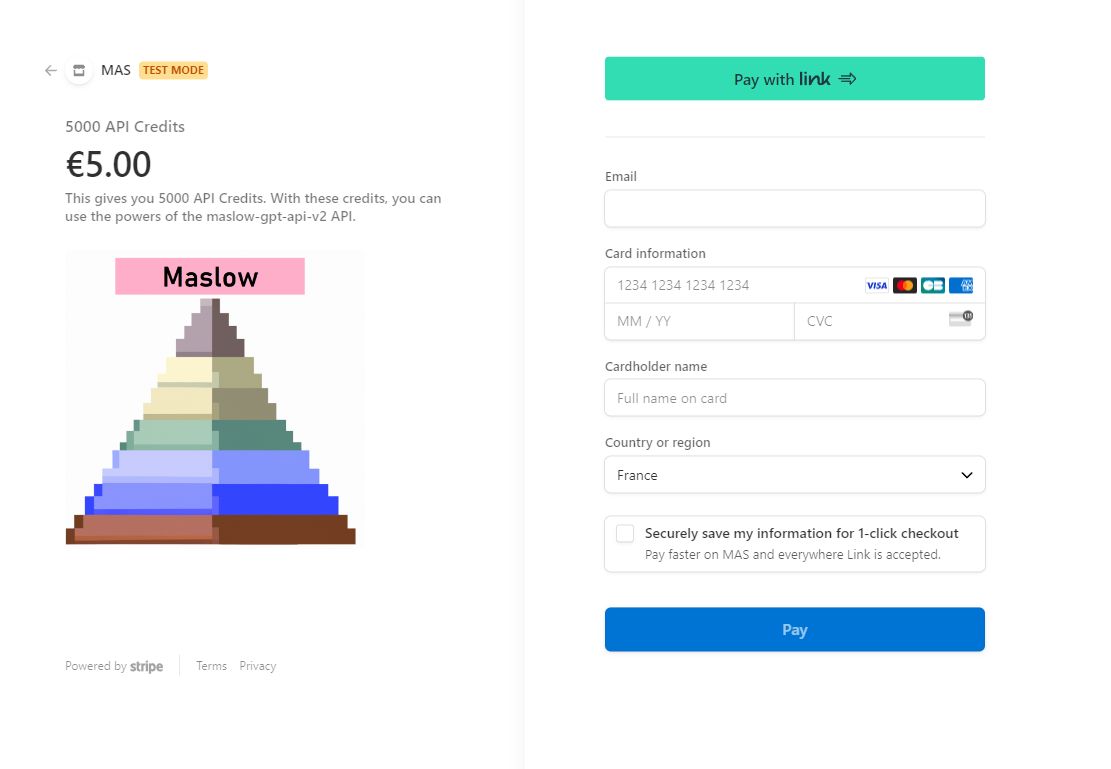 MAS TEST MODE
5000 API Credits
€5.00
This gives you 5000 API Credits. With these credits, you can
use the powers of the maslow-gpt-api-v2 API.
Maslow
Powered by stripe Terms Privacy
Pay with link
Email
Card information
1234 1234 1234 1234 VISA
MM / YY CVC
Cardholder name
Full name on card
Country or region
France
Securely save my information for 1-click checkout
Pay faster on MAS and everywhere Link is accepted.
Pay